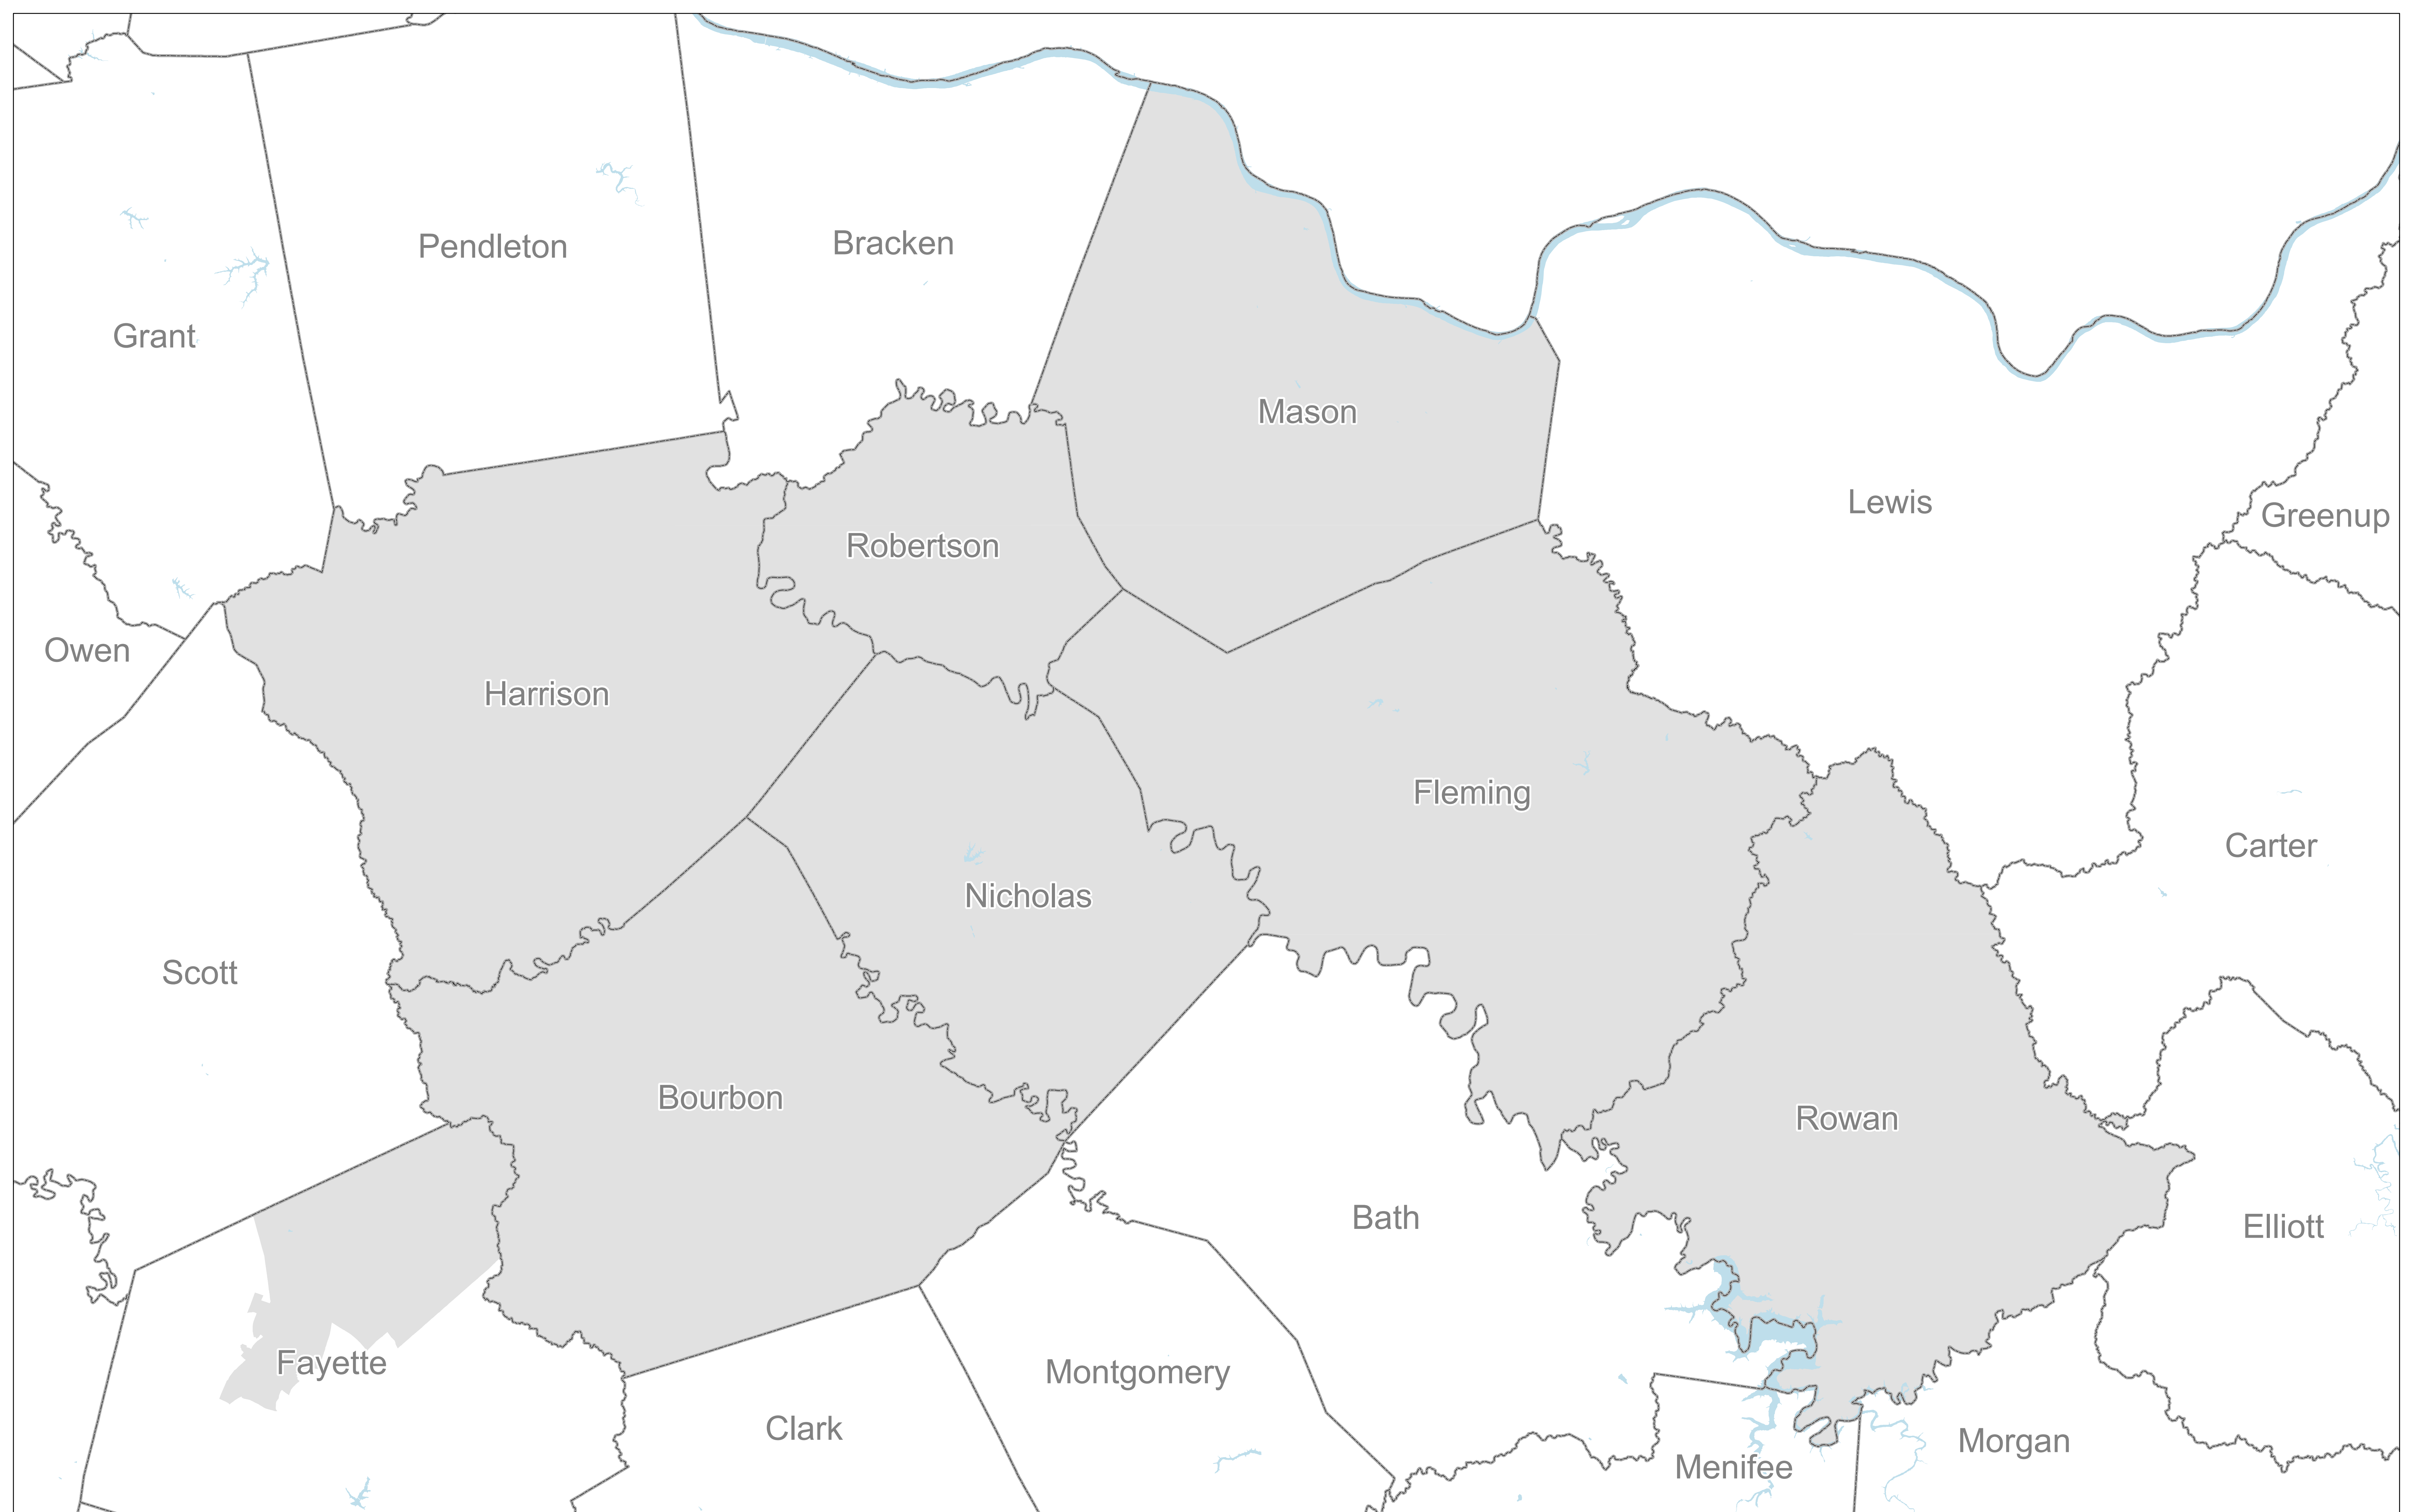 Pendleton
Bracken
Grant
Mason
Lewis
Greenup
Robertson
Owen
Harrison
Fleming
Carter
Nicholas
Scott
Bourbon
Rowan
Bath
Elliott
Fayette
Montgomery
Clark
Morgan
Menifee